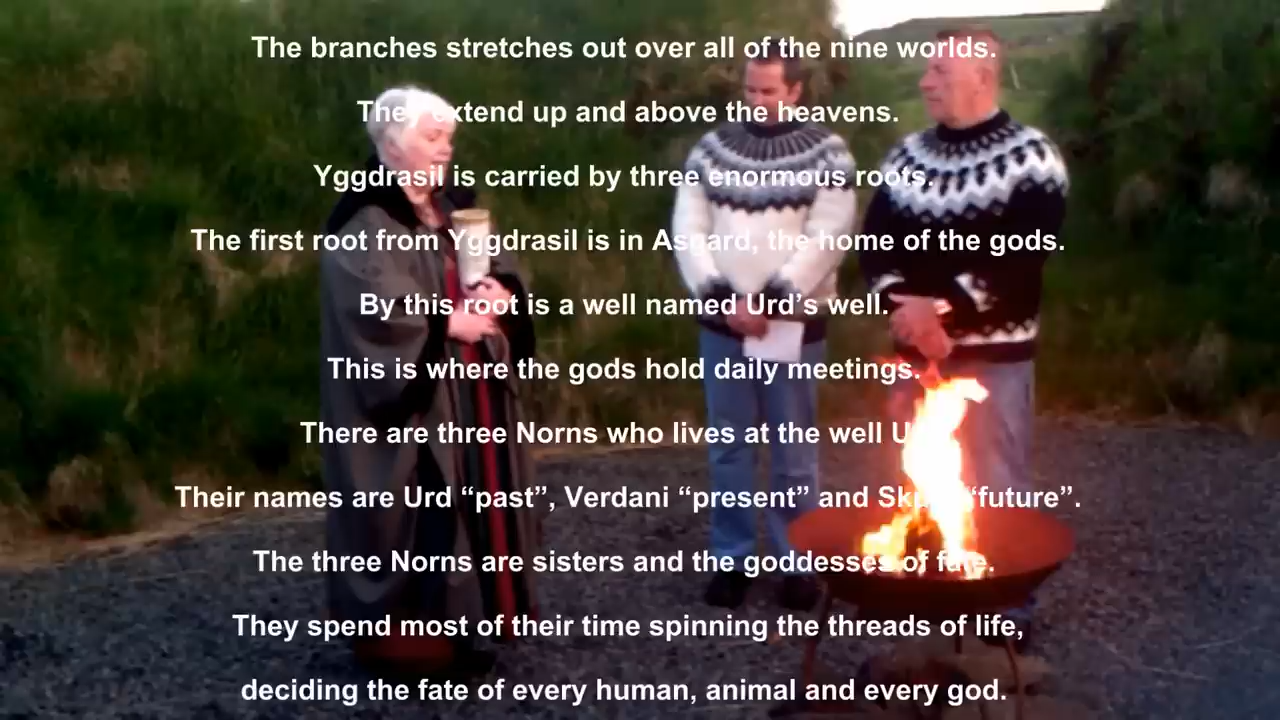 The branches stretches out over all of the nine worlds.
They extend up and above the heavens.
Yggdrasil is carried by three enormous roots.
The first root from Yggdrasil is in Asgard, the home of the gods.
By this root is a well named Urd’s well.
This is where the gods hold daily meetings.
There are three Norns who lives at the well
Their names are Urd “past”, Verdani “present” and “future”.
The three Norns are sisters and the goddesses of fate.
They spend most of their time spinning the threads of life,
deciding the fate of every human, animal and every god.